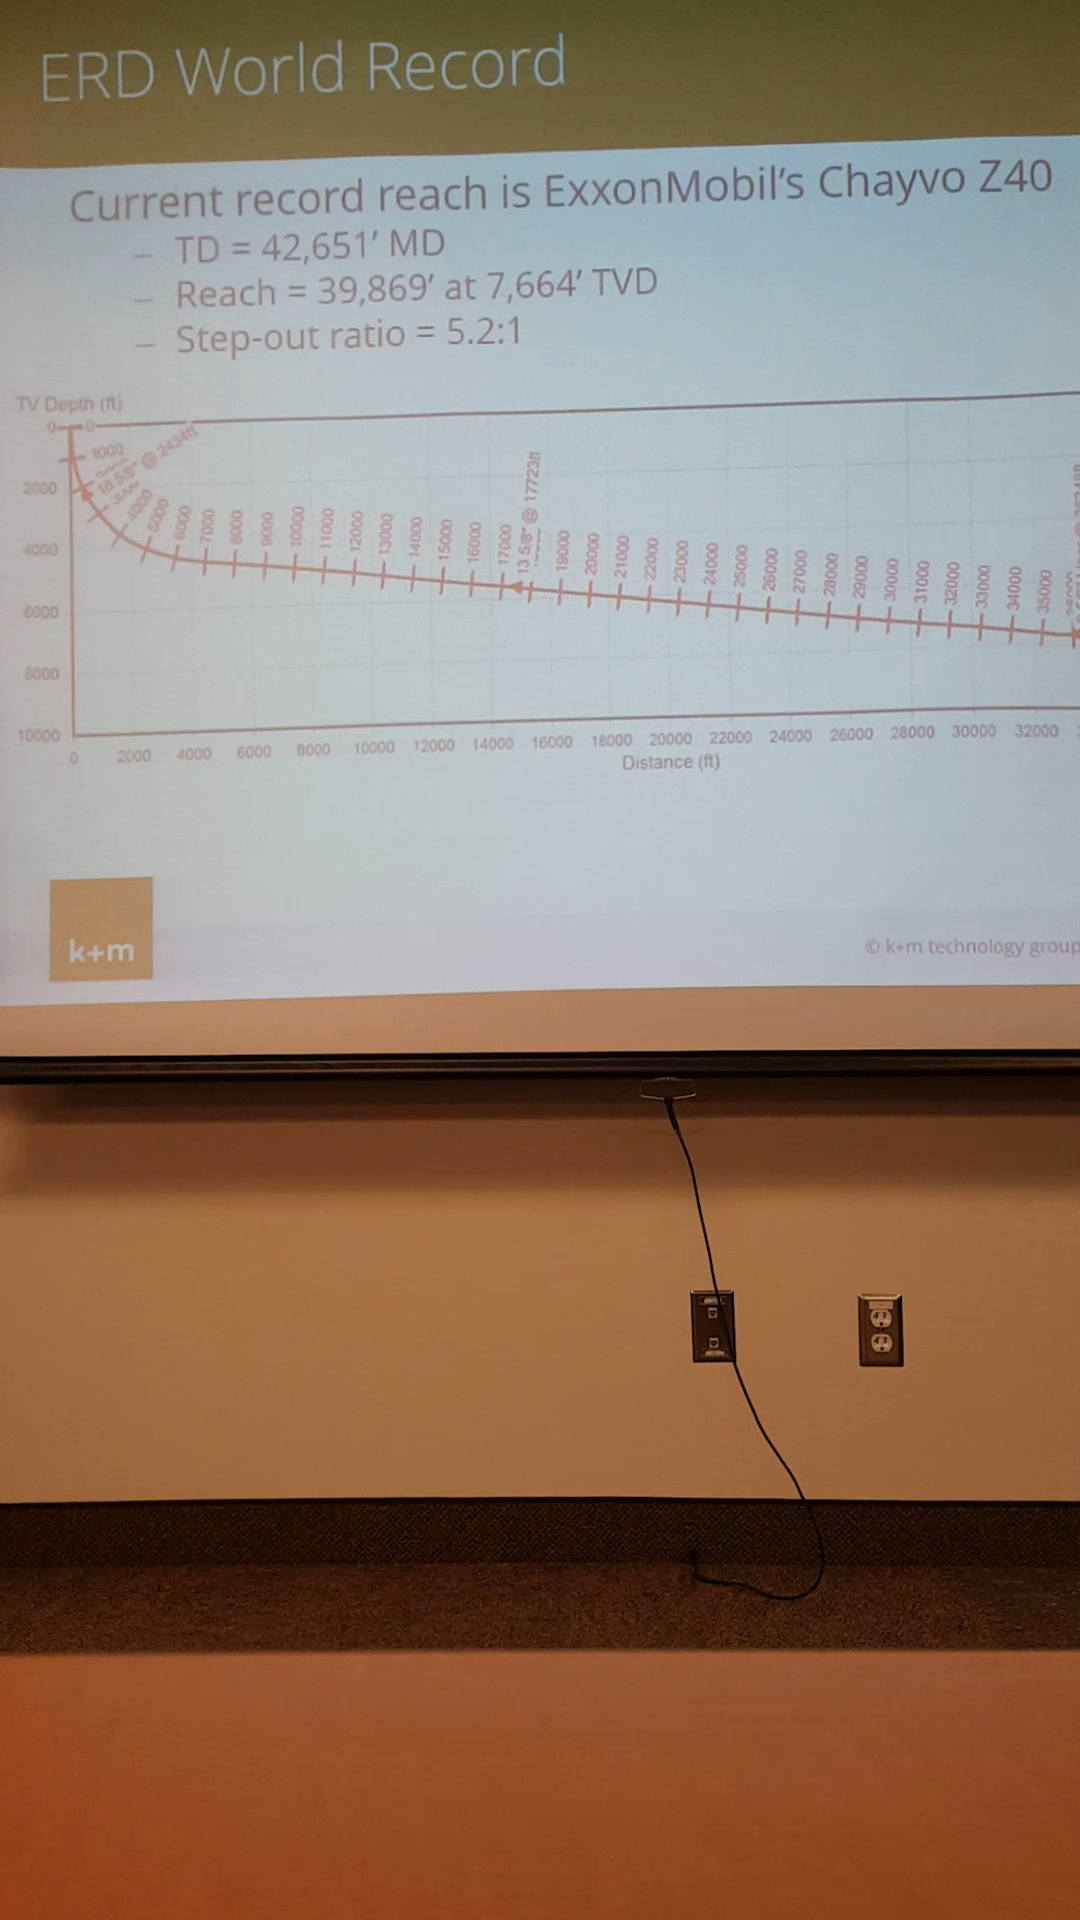 ERD World Record
Current record reach is ExxonMobil's Chayvo Z40
– TD = 42,651' MD
– Reach = 39,869' at 7,664' TVD
– Step-out ratio = 5.2:1
TV Depth (ft)
0 0
1000
18 5/8" @ 2434ft
2000
3000
4000 5000 6000 7000 8000 9000 10000 11000 12000 13000 14000 15000 16000 17000
13 5/8" @ 17723ft
19000 20000 21000 22000 23000 24000 25000 26000 27000 28000 29000 30000 31000 32000 33000 34000 35000
4000
6000
8000
10000
0 2000 4000 6000 8000 10000 12000 14000 16000 18000 20000 22000 24000 26000 28000 30000 32000
Distance (ft)
k+m
© k+m technology group